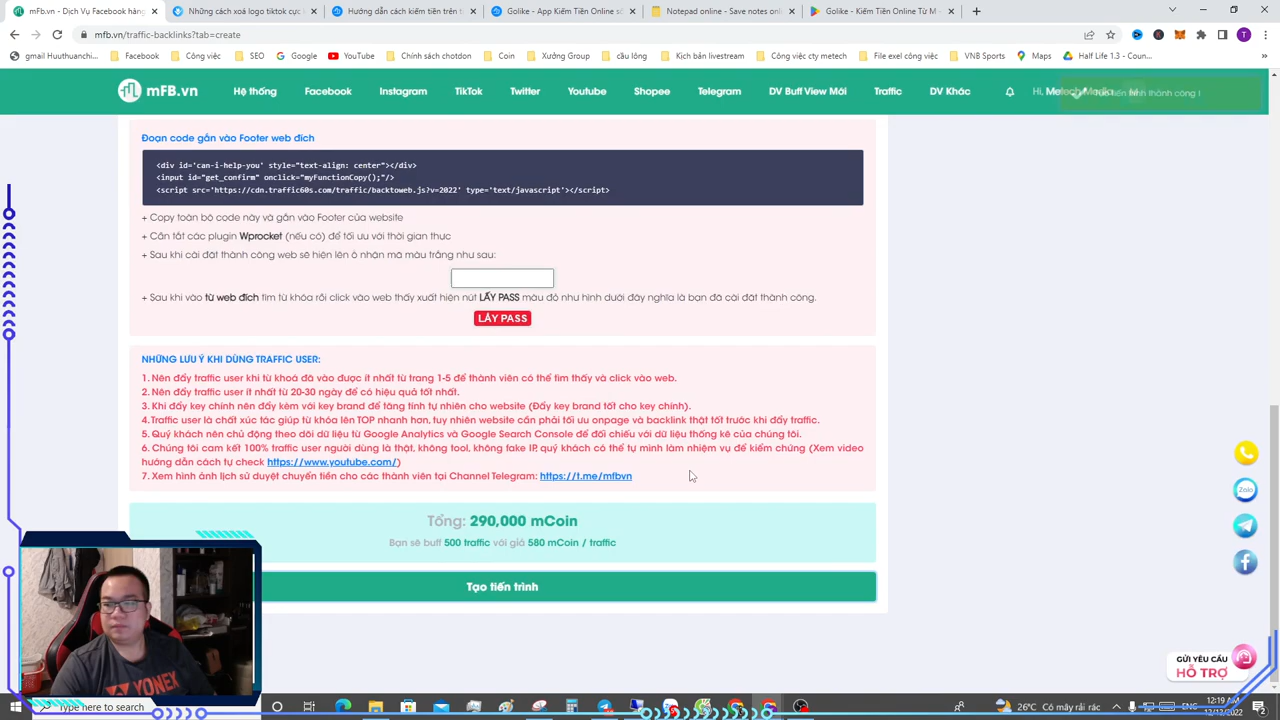 mFB.vn - Dịch Vụ Facebook hàng
Những cách xoá logo tiktok cực
Hướng dẫn cách kiếm tiền trên t
Golike - App Kiếm Tiền Online số
Notepad online - Save notes onl
Golike - Kiếm Tiền Online Từ M
mfb.vn/traffic-backlinks?tab=create
gmail Huuthuanchi...
Facebook
Công việc
SEO
Google
YouTube
Chính sách chotdon
Coin
Xưởng Group
cầu lông
Kịch bản livestream
Công việc cty metech
File exel công việc
VNB Sports
Maps
Half Life 1.3 - Coun...
mFB.vn
Hệ thống
Facebook
Instagram
TikTok
Twitter
Youtube
Shopee
Telegram
DV Buff View Mới
Traffic
DV Khác
Hi,
Đoạn code gắn vào Footer web đích
<div id='can-i-help-you' style="text-align: center"></div>
<input id="get_confirm" onclick="myFunctionCopy();"/>
<script src='https://cdn.traffic60s.com/traffic/backtoweb.js?v=2022' type='text/javascript'></script>
+ Copy toàn bộ code này và gắn vào Footer của website
+ Cần tắt các plugin Wprocket (nếu có) để tối ưu với thời gian thực
+ Sau khi cài đặt thành công web sẽ hiện lên ô nhận mã màu trắng như sau:
+ Sau khi vào từ web đích tìm từ khóa rồi click vào web thấy xuất hiện nút LẤY PASS màu đỏ như hình dưới đây nghĩa là bạn đã cài đặt thành công.
LẤY PASS
NHỮNG LƯU Ý KHI DÙNG TRAFFIC USER:
1. Nên đẩy traffic user khi từ khoá đã vào được ít nhất từ trang 1-5 để thành viên có thể tìm thấy và click vào web.
2. Nên đẩy traffic user ít nhất từ 20-30 ngày để có hiệu quả tốt nhất.
3. Khi đẩy key chính nên đẩy kèm với key brand để tăng tính tự nhiên cho website (Đẩy key brand tốt cho key chính).
4. Traffic user là chất xúc tác giúp từ khóa lên TOP nhanh hơn, tuy nhiên website cần phải tối ưu onpage và backlink thật tốt trước khi đẩy traffic.
5. Quý khách nên chủ động theo dõi dữ liệu từ Google Analytics và Google Search Console để đối chiếu với dữ liệu thống kê của chúng tôi.
6. Chúng tôi cam kết 100% traffic user người dùng là thật, không tool, không fake IP, quý khách có thể tự mình làm nhiệm vụ để kiểm chứng (Xem video
hướng dẫn cách tự check https://www.youtube.com/)
7. Xem hình ảnh lịch sử duyệt chuyển tiền cho các thành viên tại Channel Telegram: https://t.me/mfbvn
Tổng: 290,000 mCoin
Bạn sẽ buff 500 traffic với giá 580 mCoin / traffic
Tạo tiến trình
Zalo
GỬI YÊU CẦU
HỖ TRỢ
YONEX
Type here to search
26°C Có mây rải rác
ENG
12:19 AM
12/13/2022